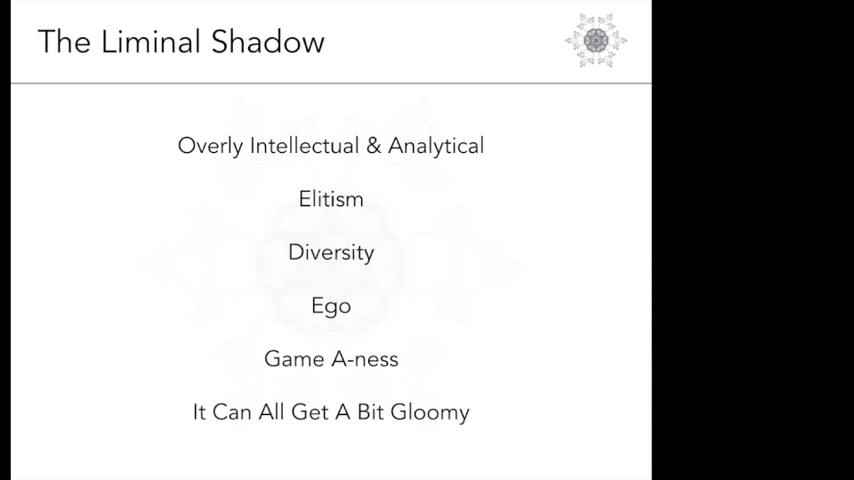 The Liminal Shadow
Overly Intellectual & Analytical
Elitism
Diversity
Ego
Game A-ness
It Can All Get A Bit Gloomy